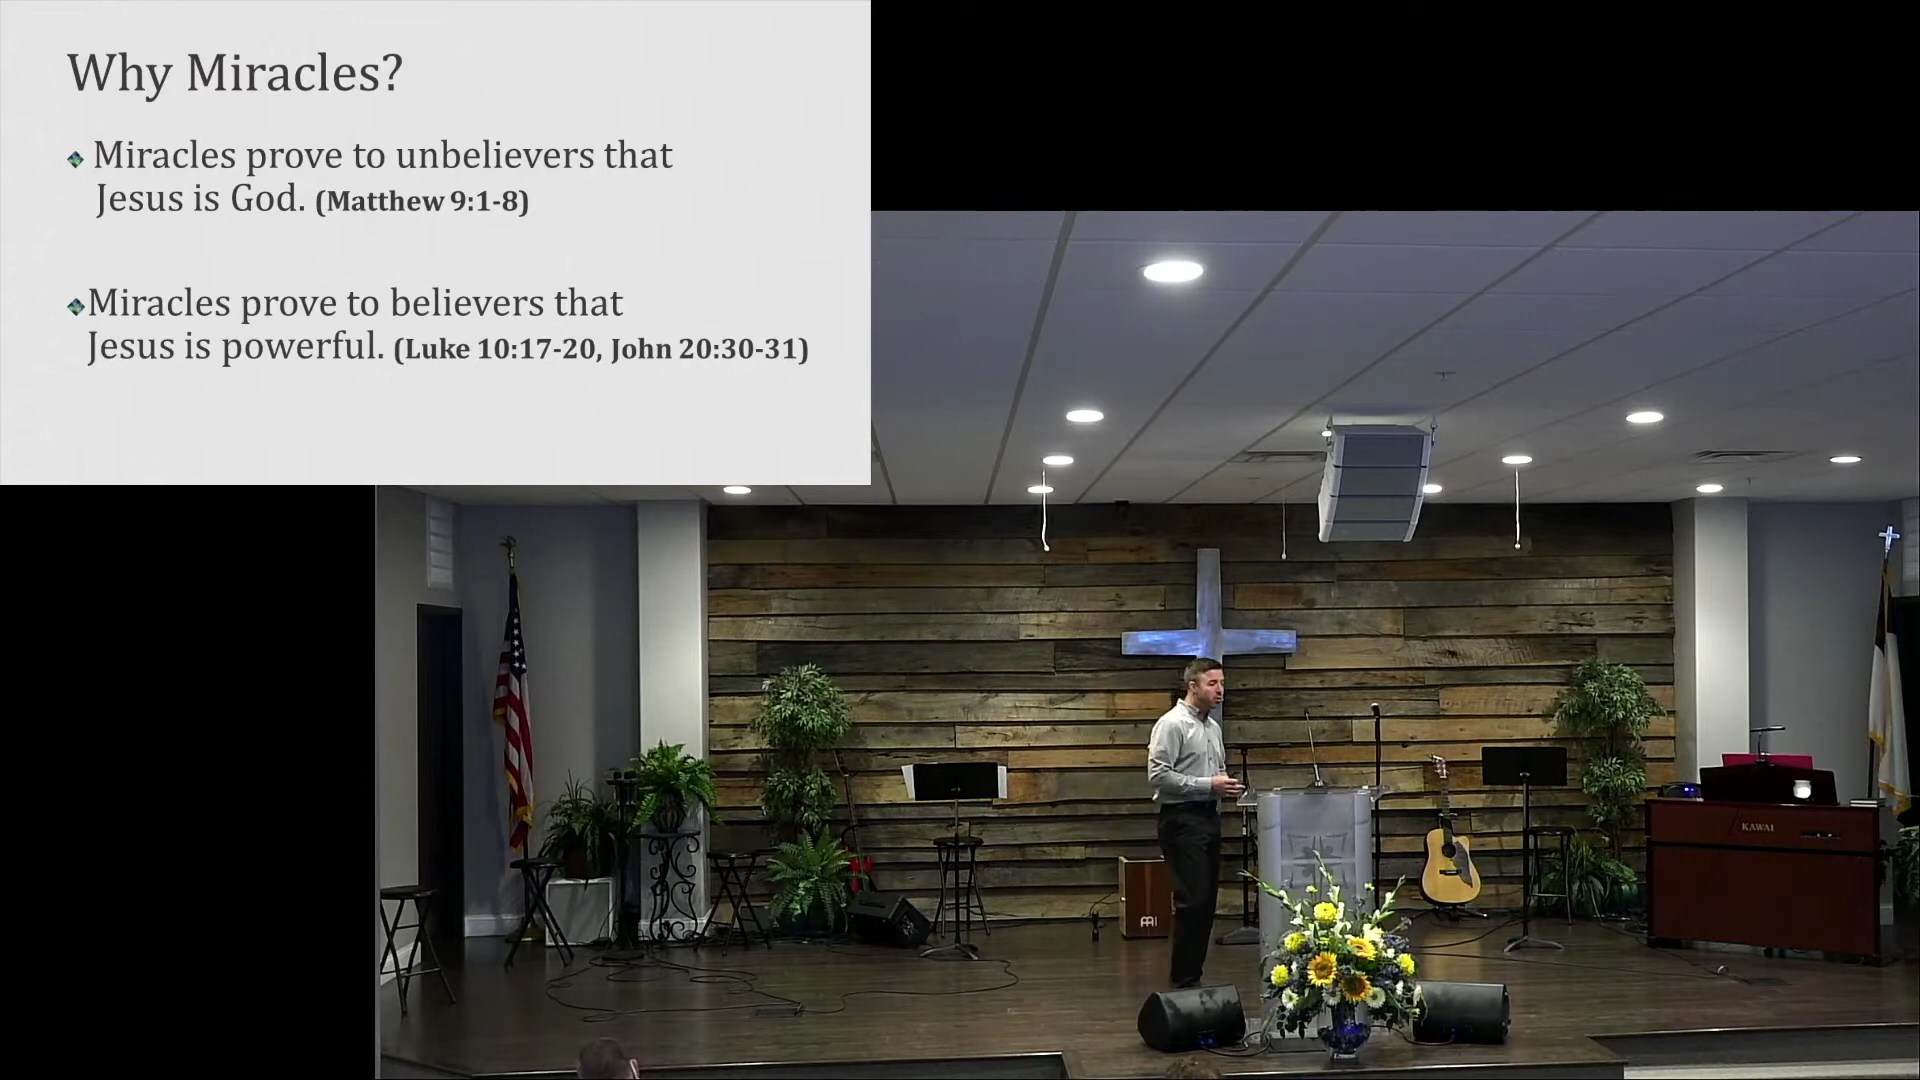 Why Miracles?
Miracles prove to unbelievers that
Jesus is God. (Matthew 9:1-8)
Miracles prove to believers that
Jesus is powerful. (Luke 10:17-20, John 20:30-31)
KAWAI